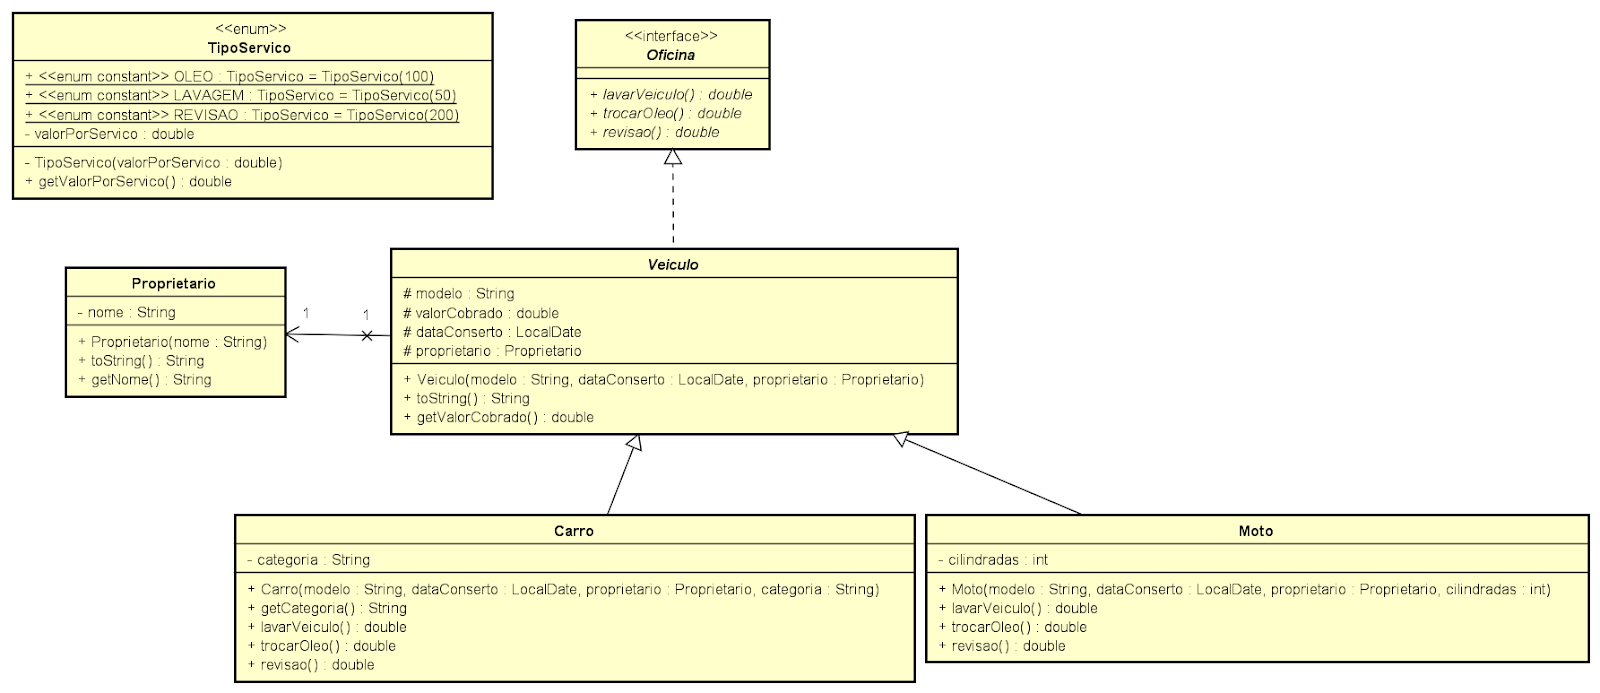 <<enum>>
TipoServico
+ <<enum constant>> OLEO : TipoServico = TipoServico(100)
+ <<enum constant>> LAVAGEM : TipoServico = TipoServico(50)
+ <<enum constant>> REVISAO : TipoServico = TipoServico(200)
- valorPorServico : double
- TipoServico(valorPorServico : double)
+ getValorPorServico() : double
<<interface>>
Oficina
+ lavarVeiculo() : double
+ trocarOleo() : double
+ revisao() : double
Proprietario
- nome : String
+ Proprietario(nome : String)
+ toString() : String
+ getNome() : String
1
1
Veiculo
# modelo : String
# valorCobrado : double
# dataConserto : LocalDate
# proprietario : Proprietario
+ Veiculo(modelo : String, dataConserto : LocalDate, proprietario : Proprietario)
+ toString() : String
+ getValorCobrado() : double
Carro
- categoria : String
+ Carro(modelo : String, dataConserto : LocalDate, proprietario : Proprietario, categoria : String)
+ getCategoria() : String
+ lavarVeiculo() : double
+ trocarOleo() : double
+ revisao() : double
Moto
- cilindradas : int
+ Moto(modelo : String, dataConserto : LocalDate, proprietario : Proprietario, cilindradas : int)
+ lavarVeiculo() : double
+ trocarOleo() : double
+ revisao() : double